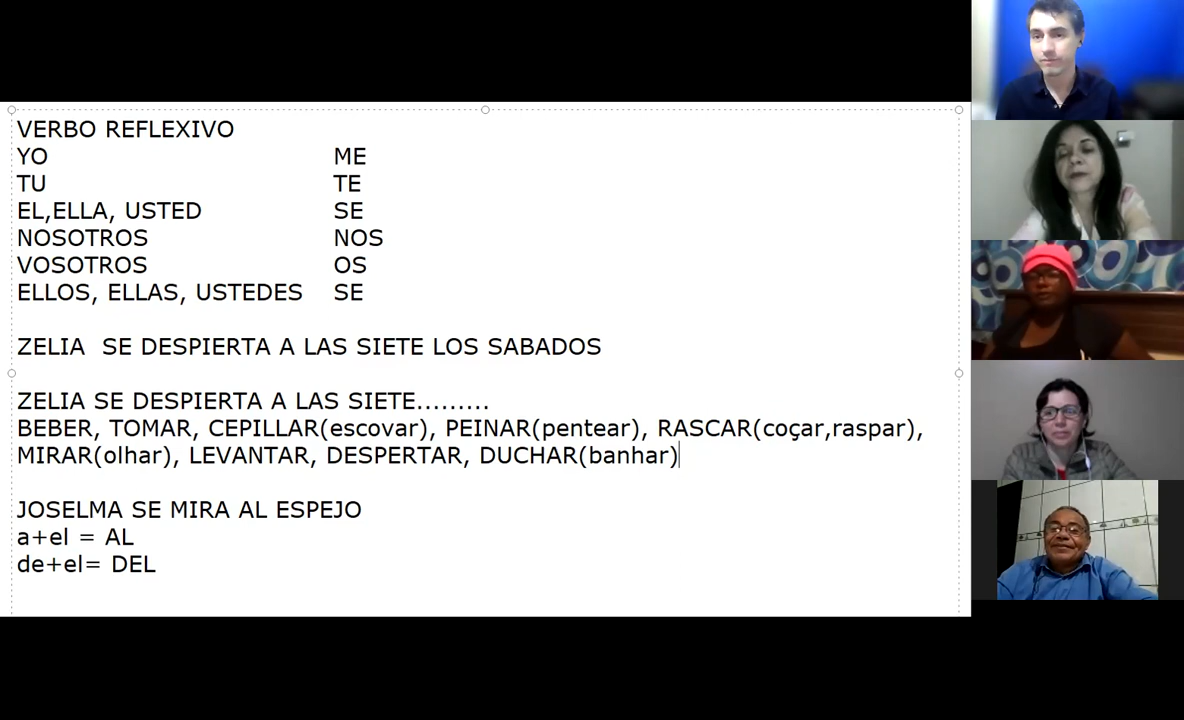 VERBO REFLEXIVO
YO ME
TU TE
EL,ELLA, USTED SE
NOSOTROS NOS
VOSOTROS OS
ELLOS, ELLAS, USTEDES SE
ZELIA SE DESPIERTA A LAS SIETE LOS SABADOS
ZELIA SE DESPIERTA A LAS SIETE.........
BEBER, TOMAR, CEPILLAR(escovar), PEINAR(pentear), RASCAR(coçar,raspar),
MIRAR(olhar), LEVANTAR, DESPERTAR, DUCHAR(banhar)
JOSELMA SE MIRA AL ESPEJO
a+el = AL
de+el= DEL